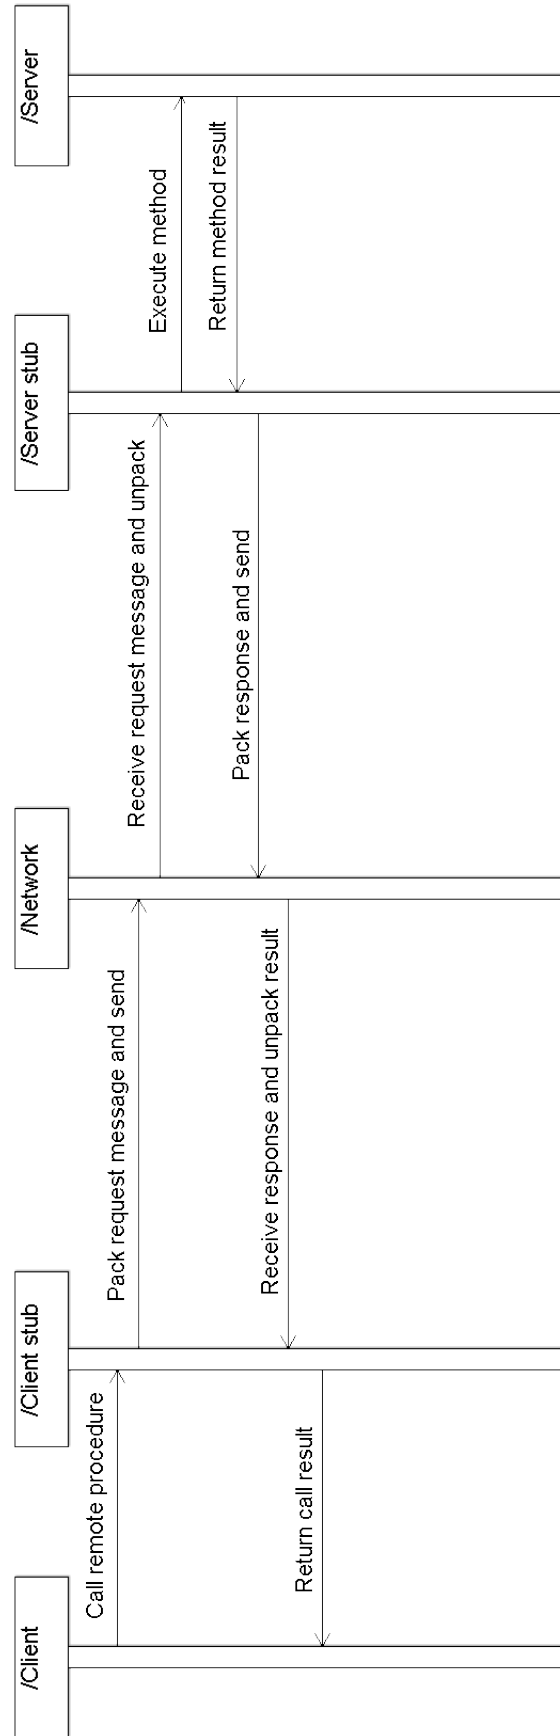 /Client
/Client stub
/Network
/Server stub
/Server
Call remote procedure
Pack request message and send
Receive request message and unpack
Execute method
Return method result
Pack response and send
Receive response and unpack result
Return call result